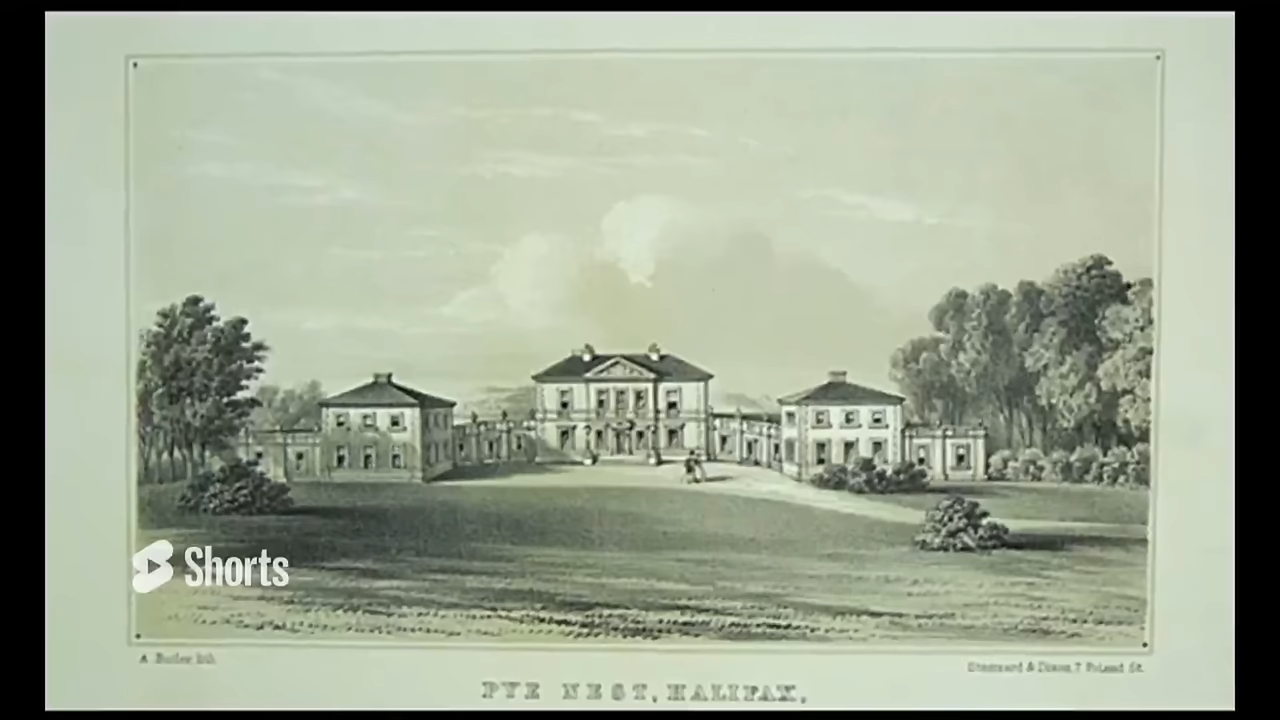 Shorts
A. Butler, lith.
Stannard & Dixon, 7 Poland St.
PYE NEST, HALIFAX,